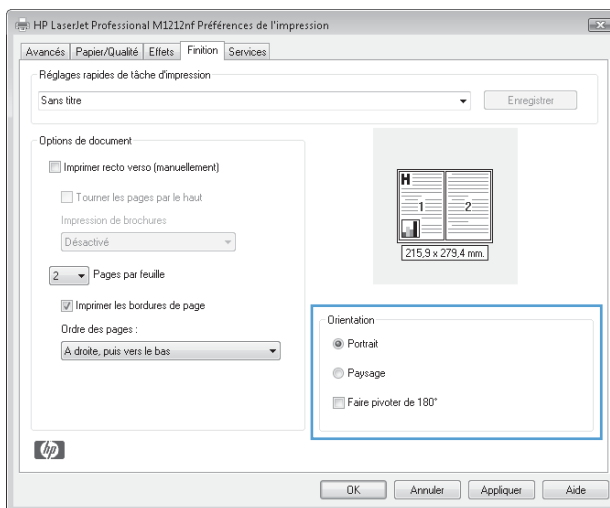 HP LaserJet Professional M1212nf Préférences de l'impression
Avancés Papier/Qualité Effets Finition Services
Réglages rapides de tâche d'impression
Sans titre
Enregistrer
Options de document
Imprimer recto verso (manuellement)
Tourner les pages par le haut
Impression de brochures
Désactivé
2 Pages par feuille
Imprimer les bordures de page
Ordre des pages :
A droite, puis vers le bas
H
1 2
215,9 x 279,4 mm.
Orientation
Portrait
Paysage
Faire pivoter de 180°
hp
OK Annuler Appliquer Aide